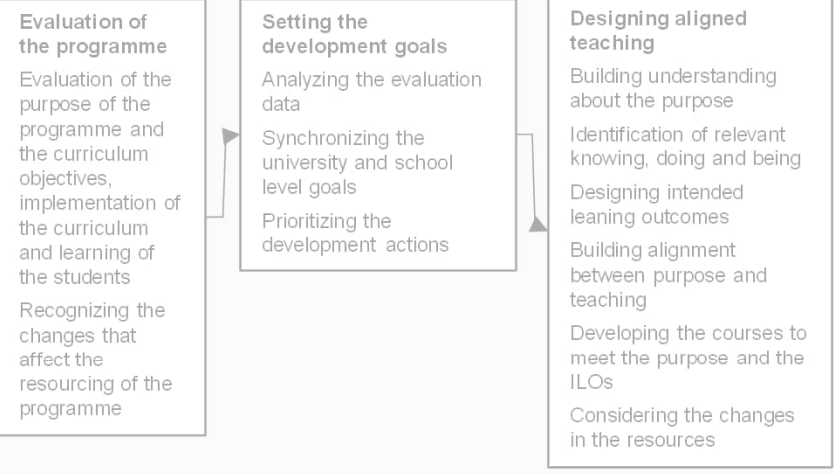 Evaluation of
the programme
Evaluation of the
purpose of the
programme and
the curriculum
objectives,
implementation of
the curriculum
and learning of
the students
Recognizing the
changes that
affect the
resourcing of the
programme
Setting the
development goals
Analyzing the evaluation
data
Synchronizing the
university and school
level goals
Prioritizing the
development actions
Designing aligned
teaching
Building understanding
about the purpose
Identification of relevant
knowing, doing and being
Designing intended
leaning outcomes
Building alignment
between purpose and
teaching
Developing the courses to
meet the purpose and the
ILOs
Considering the changes
in the resources